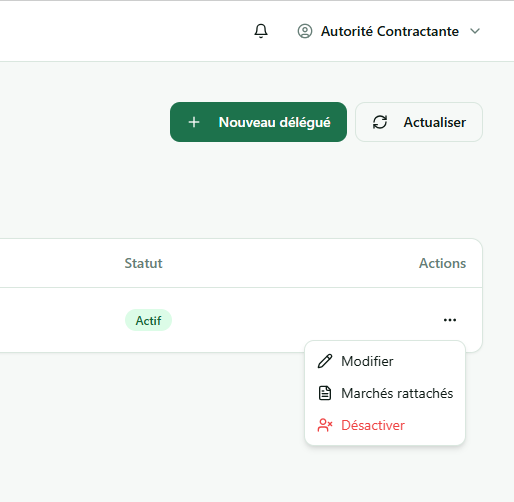 Autorité Contractante
Nouveau délégué
Actualiser
Statut Actions
Actif
Modifier
Marchés rattachés
Désactiver